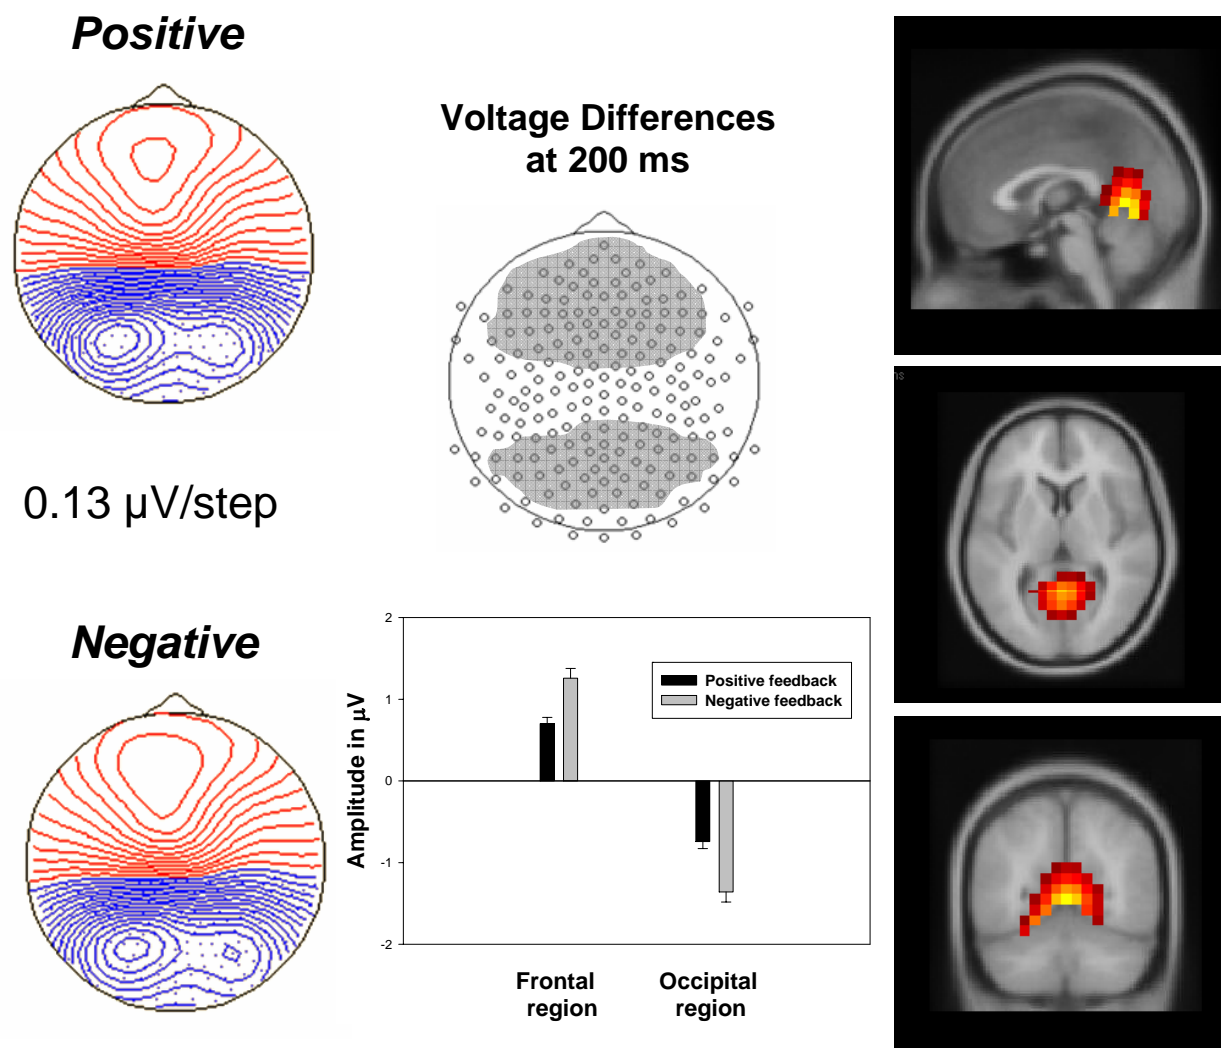 Positive
Voltage Differences
at 200 ms
0.13 µV/step
Negative
Amplitude in µV
2
1
0
-1
-2
Positive feedback
Negative feedback
Frontal
region
Occipital
region
ns